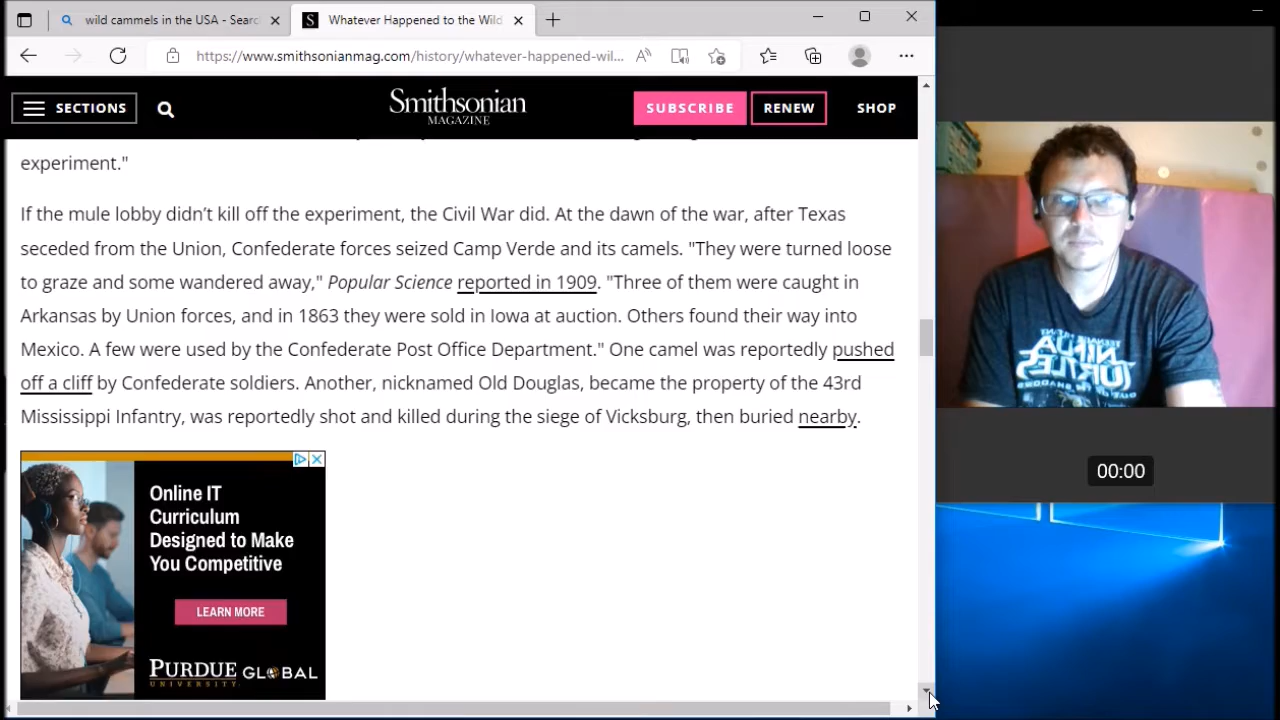 wild cammels in the USA - Searc
Whatever Happened to the Wild
https://www.smithsonianmag.com/history/whatever-happened-wil...
SECTIONS
Smithsonian
MAGAZINE
SUBSCRIBE
RENEW
SHOP
experiment."
If the mule lobby didn’t kill off the experiment, the Civil War did. At the dawn of the war, after Texas
seceded from the Union, Confederate forces seized Camp Verde and its camels. "They were turned loose
to graze and some wandered away," Popular Science reported in 1909. "Three of them were caught in
Arkansas by Union forces, and in 1863 they were sold in Iowa at auction. Others found their way into
Mexico. A few were used by the Confederate Post Office Department." One camel was reportedly pushed
off a cliff by Confederate soldiers. Another, nicknamed Old Douglas, became the property of the 43rd
Mississippi Infantry, was reportedly shot and killed during the siege of Vicksburg, then buried nearby.
Online IT
Curriculum
Designed to Make
You Competitive
LEARN MORE
PURDUE GLOBAL
UNIVERSITY
TEENAGE MUTANT
NINJA
TURTLES
OUT OF THE SHADOWS
00:00